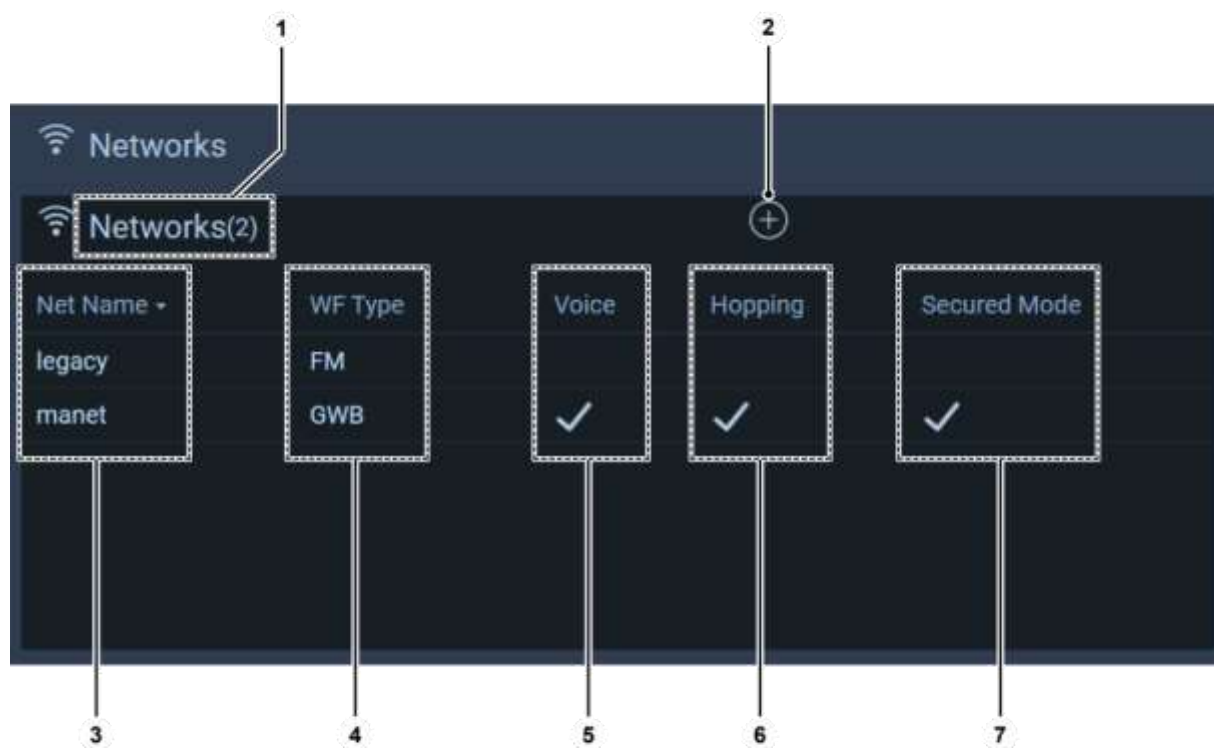 1 2
Networks
Networks(2)
Net Name WF Type Voice Hopping Secured Mode
legacy FM
manet GWB
3 4 5 6 7